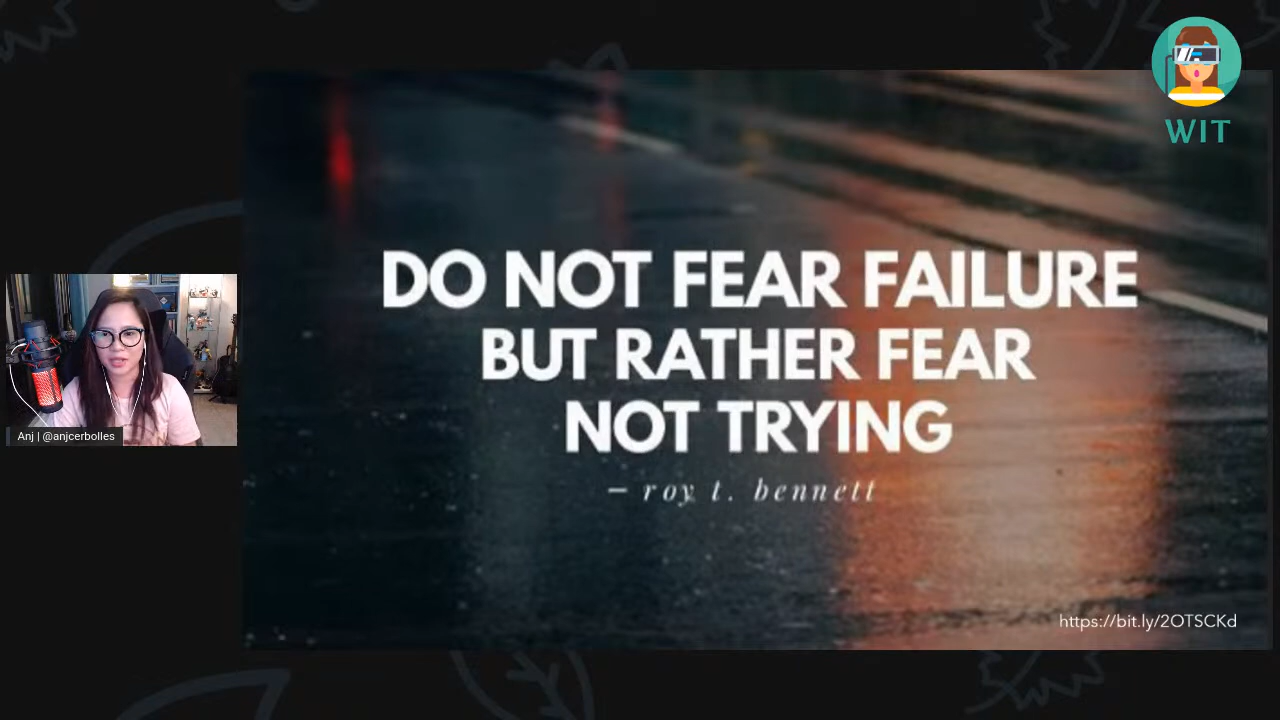 WIT
DO NOT FEAR FAILURE
BUT RATHER FEAR
NOT TRYING
– roy t. bennett
Anj | @anjcerbolles
https://bit.ly/2OTSCKd